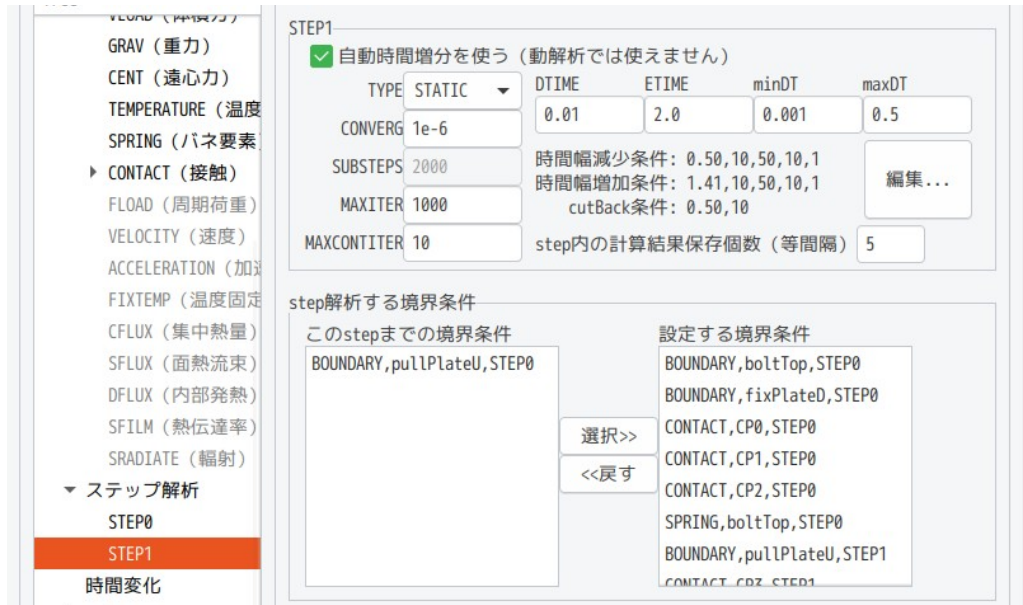 GRAV (重力)
CENT (遠心力)
TEMPERATURE (温度
SPRING (バネ要素
CONTACT (接触)
FLOAD (周期荷重)
VELOCITY (速度)
ACCELERATION (加速
FIXTEMP (温度固定
CFLUX (集中熱量)
SFLUX (面熱流束)
DFLUX (内部発熱)
SFILM (熱伝達率)
SRADIATE (輻射)
ステップ解析
STEP0
STEP1
時間変化
STEP1
自動時間増分を使う (動解析では使えません)
TYPE STATIC
CONVERG 1e-6
SUBSTEPS 2000
MAXITER 1000
MAXCONTITER 10
DTIME ETIME minDT maxDT
0.01 2.0 0.001 0.5
時間幅減少条件: 0.50,10,50,10,1
時間幅増加条件: 1.41,10,50,10,1
cutBack条件: 0.50,10
編集...
step内の計算結果保存個数 (等間隔) 5
step解析する境界条件
このstepまでの境界条件
BOUNDARY,pullPlateU,STEP0
選択>>
<<戻す
設定する境界条件
BOUNDARY,boltTop,STEP0
BOUNDARY,fixPlateD,STEP0
CONTACT,CP0,STEP0
CONTACT,CP1,STEP0
CONTACT,CP2,STEP0
SPRING,boltTop,STEP0
BOUNDARY,pullPlateU,STEP1
CONTACT,CP3,STEP1